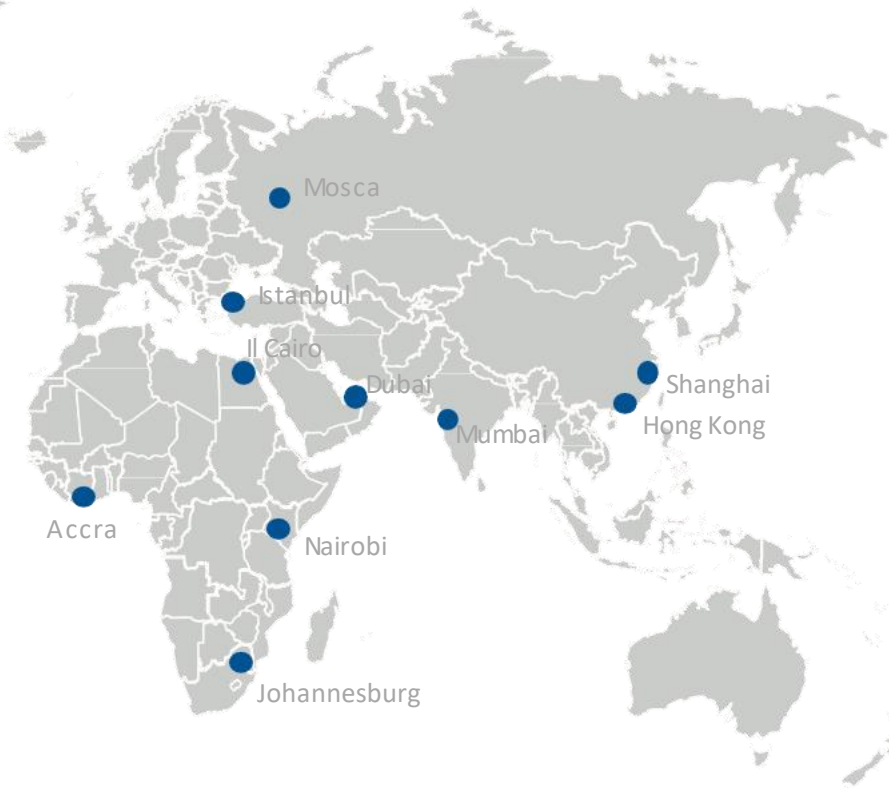 Mosca
Istanbul
Il Cairo
Dubai
Shanghai
Hong Kong
Mumbai
Accra
Nairobi
Johannesburg